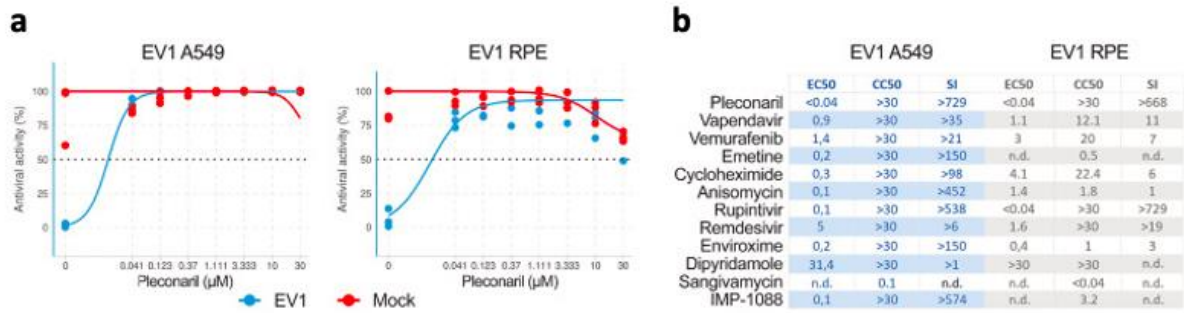 a
EV1 A549
EV1 RPE
Antiviral activity (%)
100
75
50
25
0
0 0.041 0.123 0.37 1.111 3.333 10 30
Pleconaril (µM)
Antiviral activity (%)
100
75
50
25
0
0 0.041 0.123 0.37 1.111 3.333 10 30
Pleconaril (µM)
EV1 Mock
b
EV1 A549 EV1 RPE
EC50 CC50 SI EC50 CC50 SI
Pleconaril <0.04 >30 >729 <0.04 >30 >668
Vapendavir 0,9 >30 >35 1.1 12.1 11
Vemurafenib 1,4 >30 >21 3 20 7
Emetine 0,2 >30 >150 n.d. 0.5 n.d.
Cycloheximide 0,3 >30 >98 4.1 22.4 6
Anisomycin 0,1 >30 >452 1.4 1.8 1
Rupintivir 0,1 >30 >538 <0.04 >30 >729
Remdesivir 5 >30 >6 1.6 >30 >19
Enviroxime 0,2 >30 >150 0,4 1 3
Dipyridamole 31,4 >30 >1 >30 >30 n.d.
Sangivamycin n.d. 0.1 n.d. n.d. <0.04 n.d.
IMP-1088 0,1 >30 >574 n.d. 3.2 n.d.